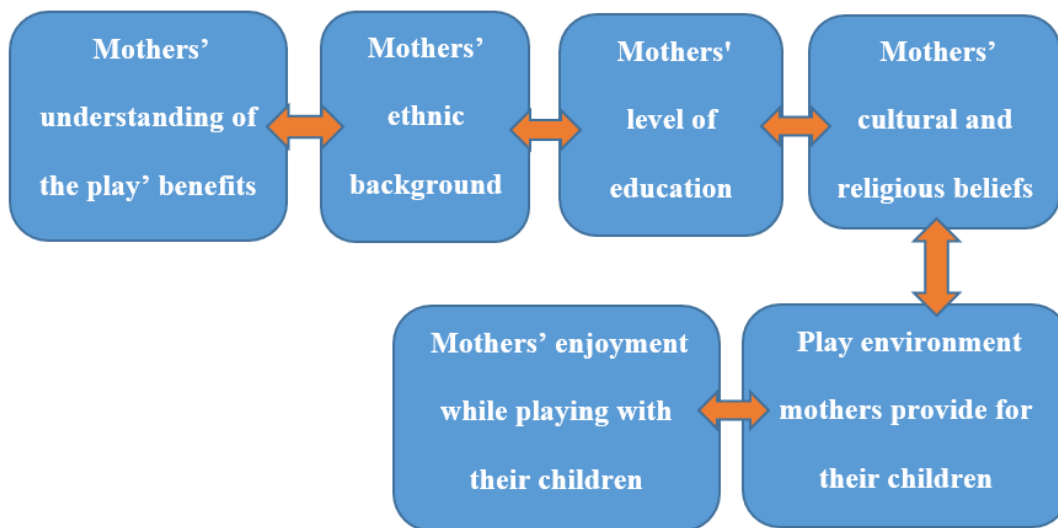 Mothers’
understanding of
the play’ benefits
Mothers’
ethnic
background
Mothers'
level of
education
Mothers’
cultural and
religious beliefs
Mothers’ enjoyment
while playing with
their children
Play environment
mothers provide for
their children